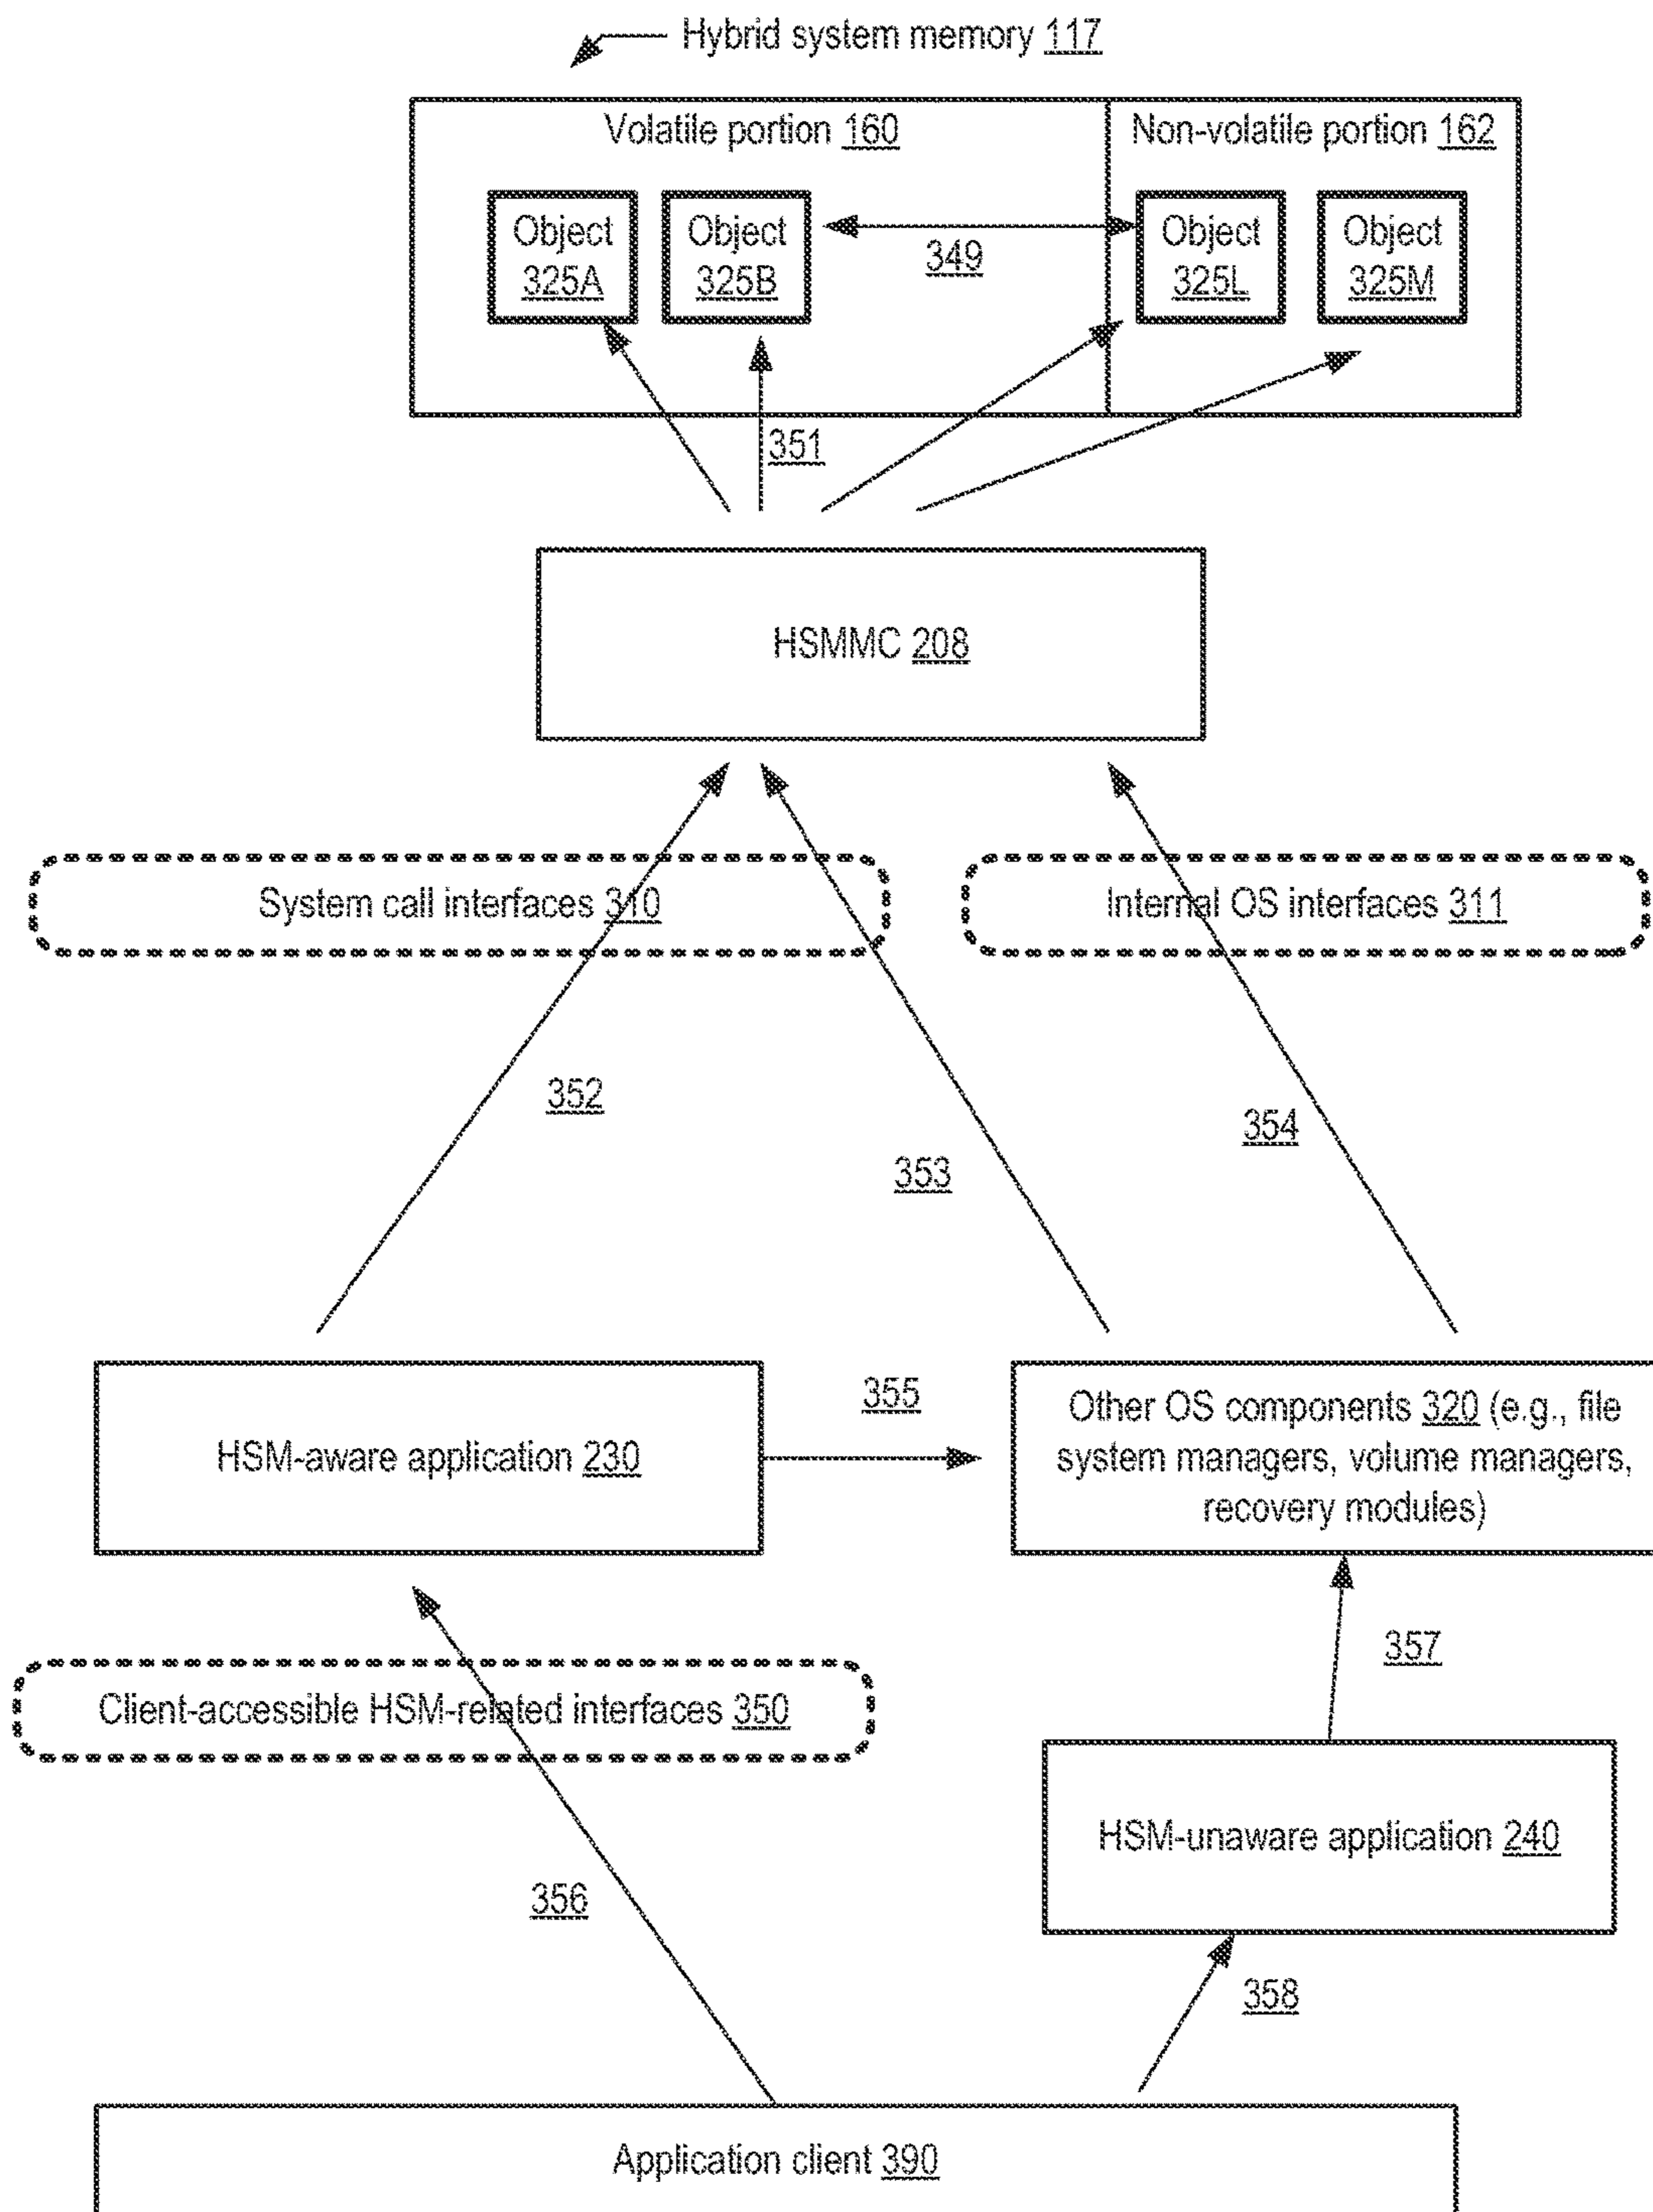 Hybrid system memory 117
Volatile portion 160
Non-volatile portion 162
Object
325A
Object
325B
349
Object
325L
Object
325M
351
HSMMC 208
System call interfaces 310
Internal OS interfaces 311
352
353
354
355
HSM-aware application 230
Other OS components 320 (e.g., file
system managers, volume managers,
recovery modules)
357
Client-accessible HSM-related interfaces 350
HSM-unaware application 240
356
358
Application client 390